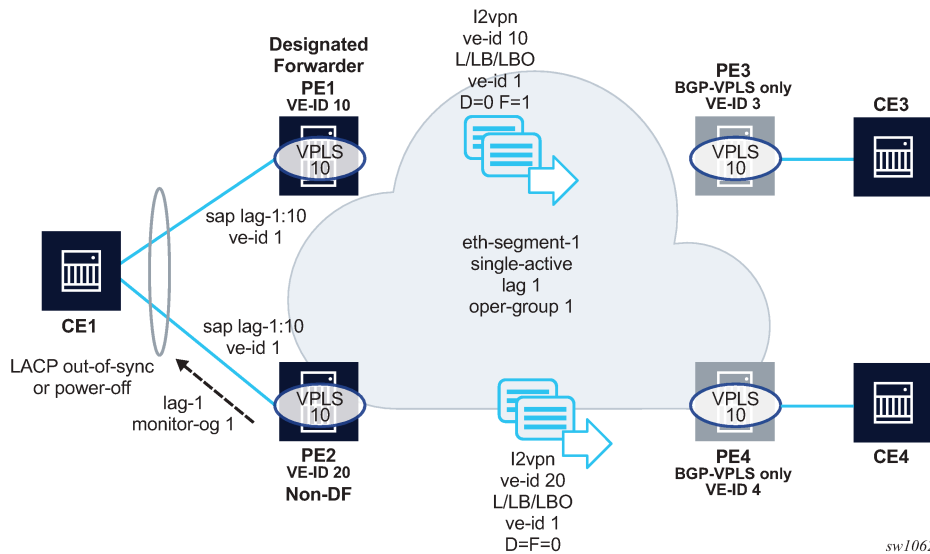 I2vpn
ve-id 10
L/LB/LBO
ve-id 1
D=0 F=1
Designated
Forwarder
PE1
VE-ID 10
VPLS
10
PE3
BGP-VPLS only
VE-ID 3
VPLS
10
CE3
sap lag-1:10
ve-id 1
eth-segment-1
single-active
lag 1
oper-group 1
CE1
sap lag-1:10
ve-id 1
LACP out-of-sync
or power-off
lag-1
monitor-og 1
VPLS
10
PE2
VE-ID 20
Non-DF
I2vpn
ve-id 20
L/LB/LBO
ve-id 1
D=F=0
VPLS
10
PE4
BGP-VPLS only
VE-ID 4
CE4